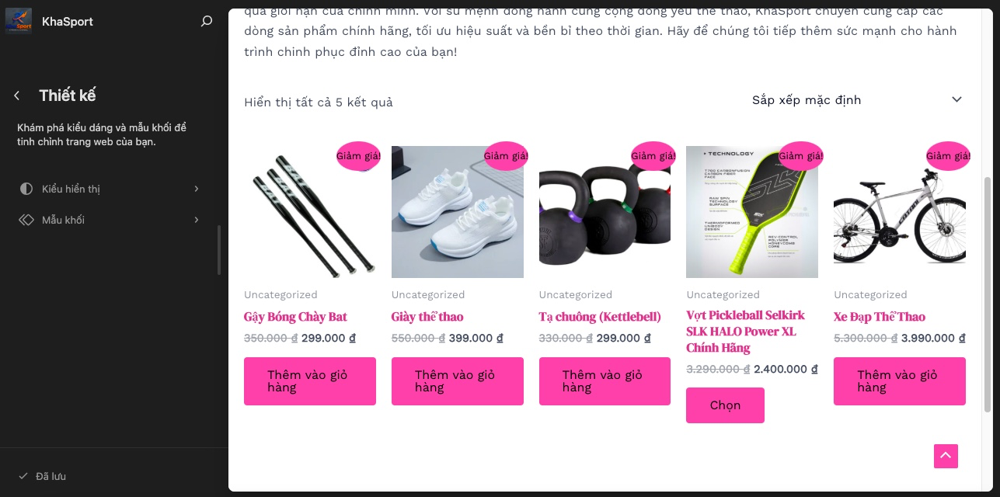 KhaSport
Thiết kế
Khám phá kiểu dáng và mẫu khối để
tinh chỉnh trang web của bạn.
Kiểu hiển thị
Mẫu khối
Đã lưu
qua giới hạn của chính mình. Với sứ mệnh đồng hành cùng cộng đồng yêu thể thao, KhaSport chuyên cung cấp các
dòng sản phẩm chính hãng, tối ưu hiệu suất và bền bỉ theo thời gian. Hãy để chúng tôi tiếp thêm sức mạnh cho hành
trình chinh phục đỉnh cao của bạn!
Hiển thị tất cả 5 kết quả
Sắp xếp mặc định
Giảm giá!
Uncategorized
Gậy Bóng Chày Bat
350.000 ₫ 299.000 ₫
Thêm vào giỏ
hàng
Giảm giá!
Uncategorized
Giày thể thao
550.000 ₫ 399.000 ₫
Thêm vào giỏ
hàng
Giảm giá!
Uncategorized
Tạ chuông (Kettlebell)
330.000 ₫ 299.000 ₫
Thêm vào giỏ
hàng
Giảm giá!
TECHNOLOGY
T700 CARBONFUSION
CARBON FIBER
FACE
RAW SPIN
TECHNOLOGY
SURFACE
THERMOFORMED
UNIBODY
DESIGN
REV-CONTROL
POLYMER
HONEYCOMB
CORE
Uncategorized
Vợt Pickleball Selkirk
SLK HALO Power XL
Chính Hãng
3.290.000 ₫ 2.400.000 ₫
Chọn
Giảm giá!
Uncategorized
Xe Đạp Thể Thao
5.300.000 ₫ 3.990.000 ₫
Thêm vào giỏ
hàng